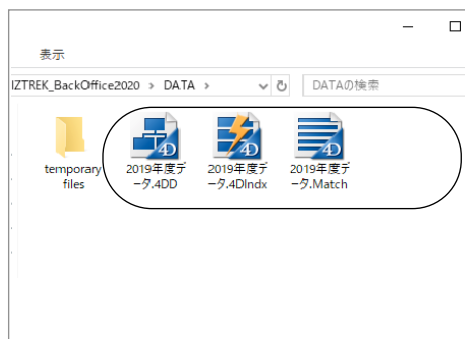 表示
IZTREK_BackOffice2020 > DATA >
DATAの検索
temporary
files
2019年度デ
ータ.4DD
2019年度デ
ータ.4DIndx
2019年度デ
ータ.Match